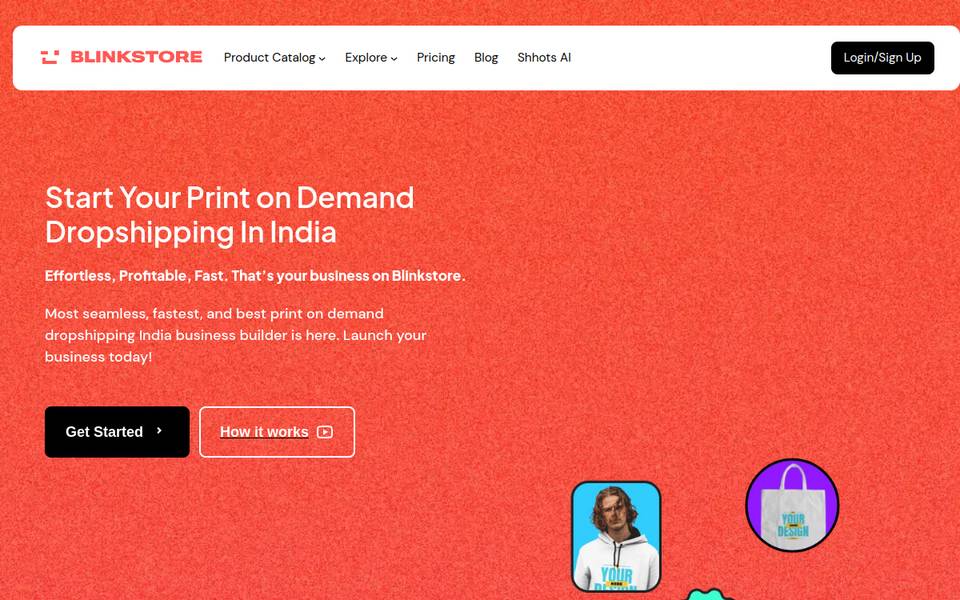 BLINKSTORE
Product Catalog
Explore
Pricing
Blog
Shhots AI
Login/Sign Up
Start Your Print on Demand
Dropshipping In India
Effortless, Profitable, Fast. That's your business on Blinkstore.
Most seamless, fastest, and best print on demand
dropshipping India business builder is here. Launch your
business today!
Get Started
How it works
YOUR
DESIGN
YOUR
DESIGN